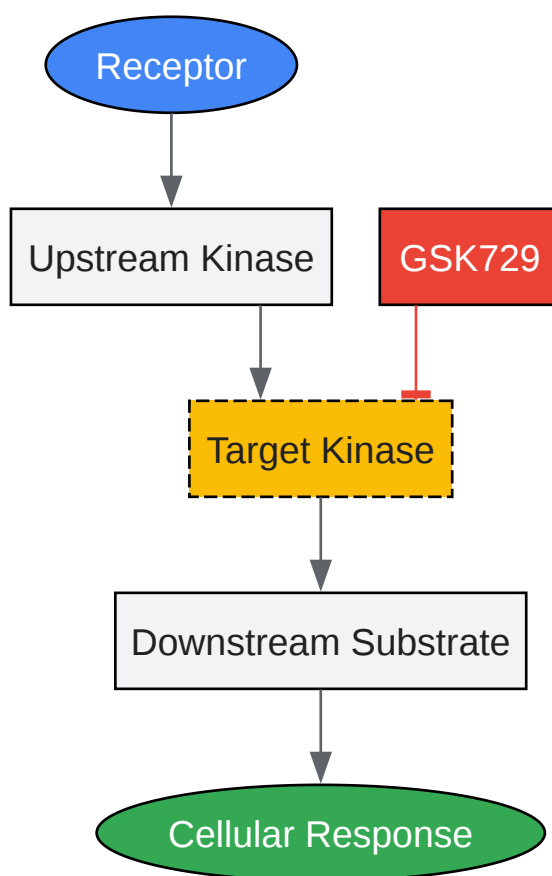 Receptor
Upstream Kinase
GSK729
Target Kinase
Downstream Substrate
Cellular Response